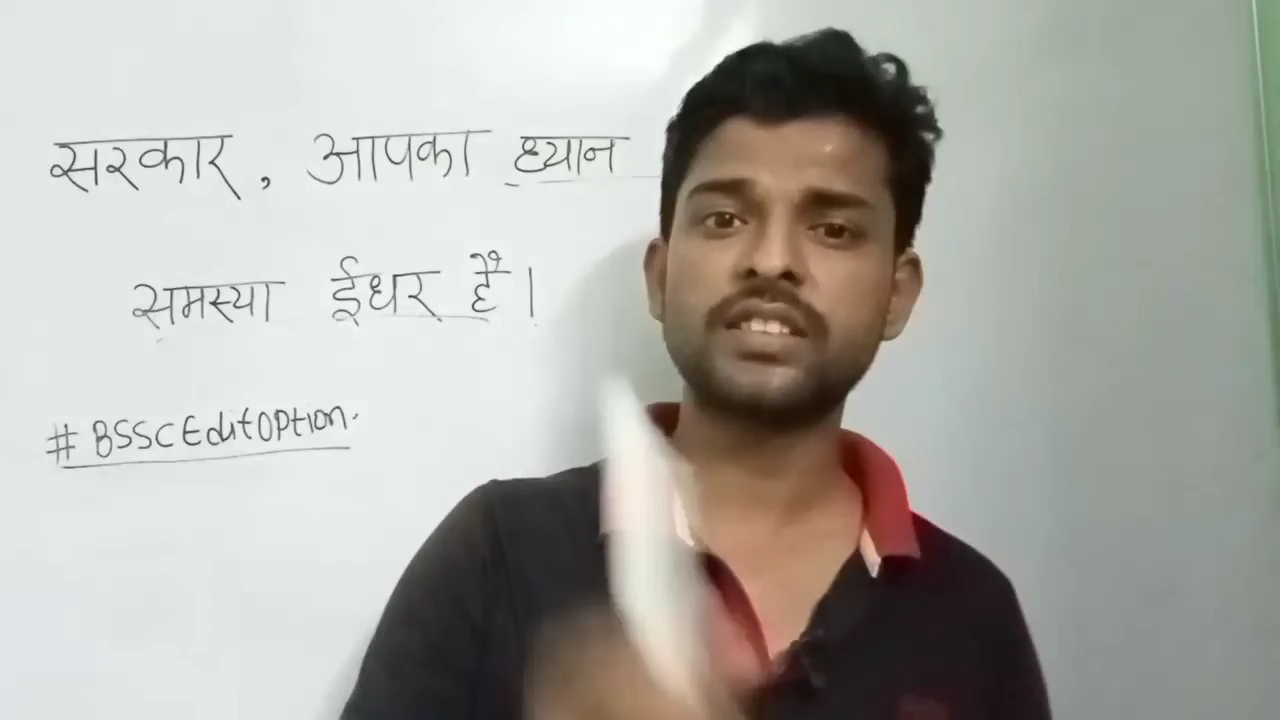 सरकार, आपका ध्यान
समस्या ईधर है।
#BSSCEditOption.